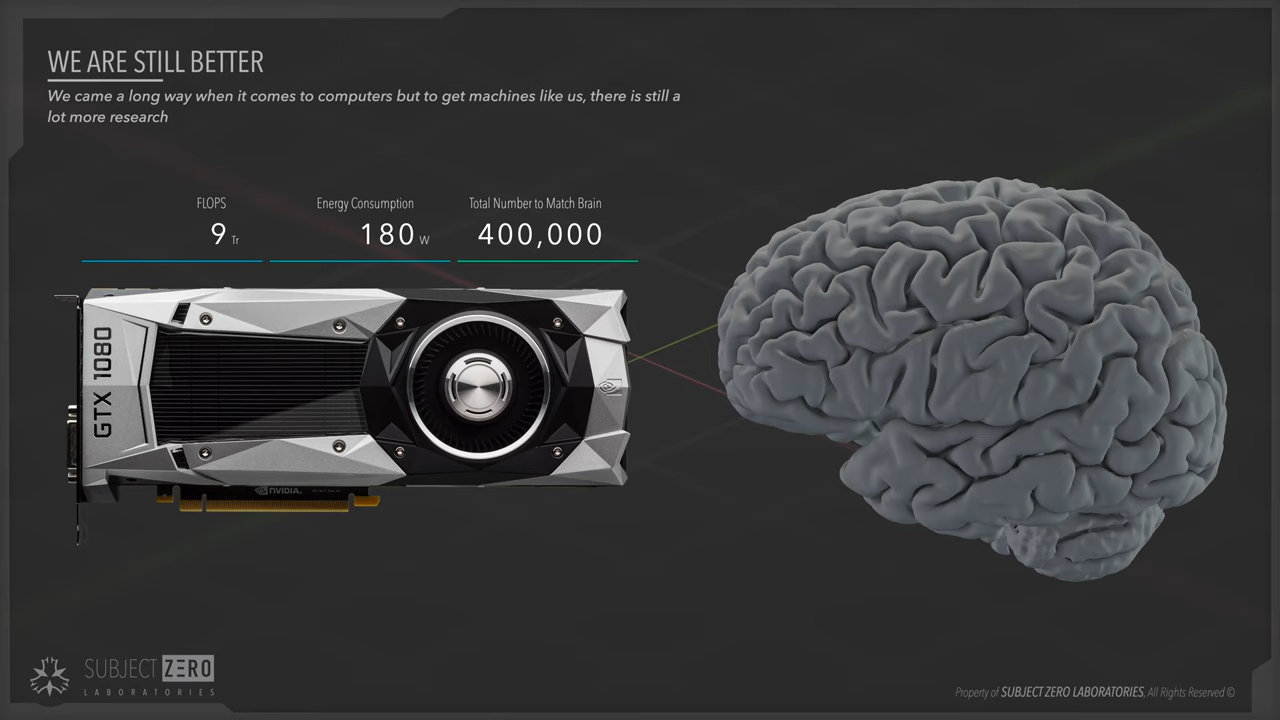 WE ARE STILL BETTER
We came a long way when it comes to computers but to get machines like us, there is still a
lot more research
FLOPS
9 Tr
Energy Consumption
180 W
Total Number to Match Brain
400,000
GTX 1080
NVIDIA.
SUBJECT ZERO
LABORATORIES
Property of SUBJECT ZERO LABORATORIES, All Rights Reserved ©